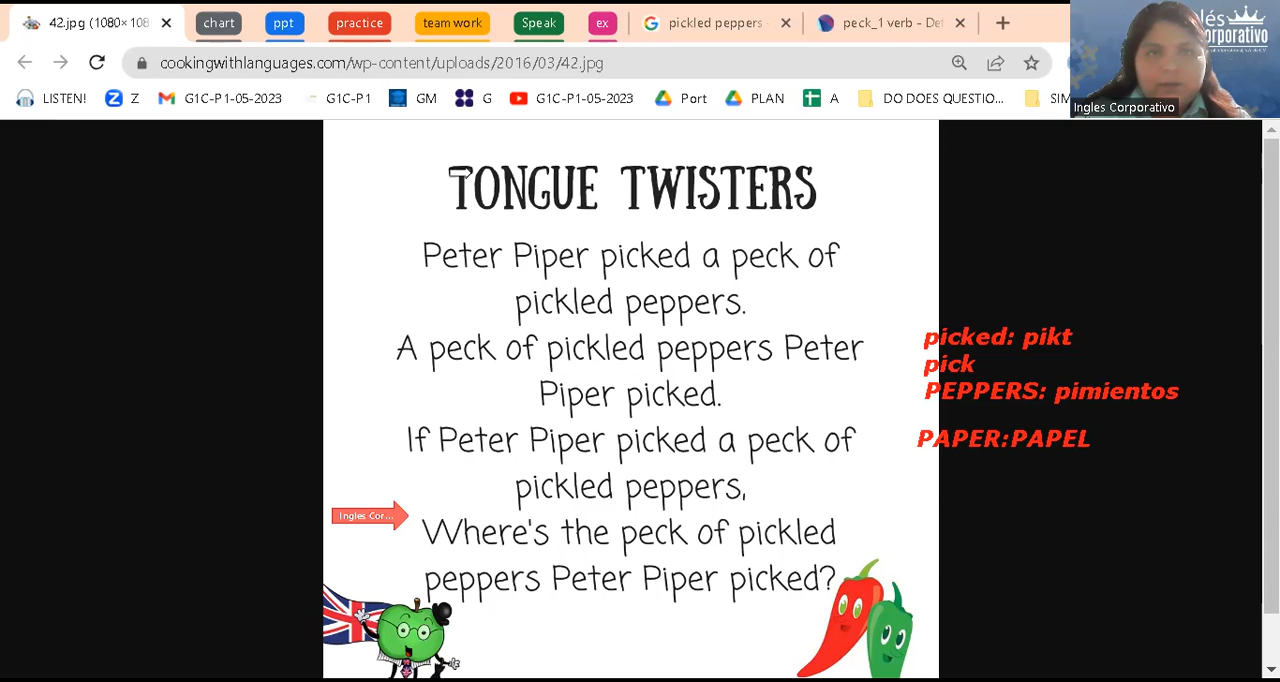 42.jpg (1080×108
chart
ppt
practice
team work
Speak
ex
pickled peppers
peck_1 verb - De
cookingwithlanguages.com/wp-content/uploads/2016/03/42.jpg
LISTEN!
Z
G1C-P1-05-2023
G1C-P1
GM
G
G1C-P1-05-2023
Port
PLAN
A
DO DOES QUESTIO...
SIM
glés
orporativo
Ingles Corporativo
TONGUE TWISTERS
Peter Piper picked a peck of
pickled peppers.
A peck of pickled peppers Peter
Piper picked.
If Peter Piper picked a peck of
pickled peppers,
Where's the peck of pickled
peppers Peter Piper picked?
Ingles Cor...
picked: pikt
pick
PEPPERS: pimientos
PAPER:PAPEL